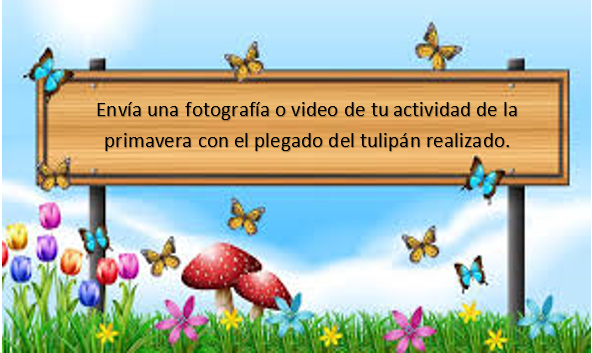 Envía una fotografía o video de tu actividad de la
primavera con el plegado del tulipán realizado.